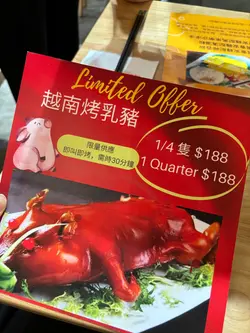 Limited Offer
越南烤乳豬
限量供應
即叫即烤，需時30分鐘
1/4 隻 $188
1 Quarter $188